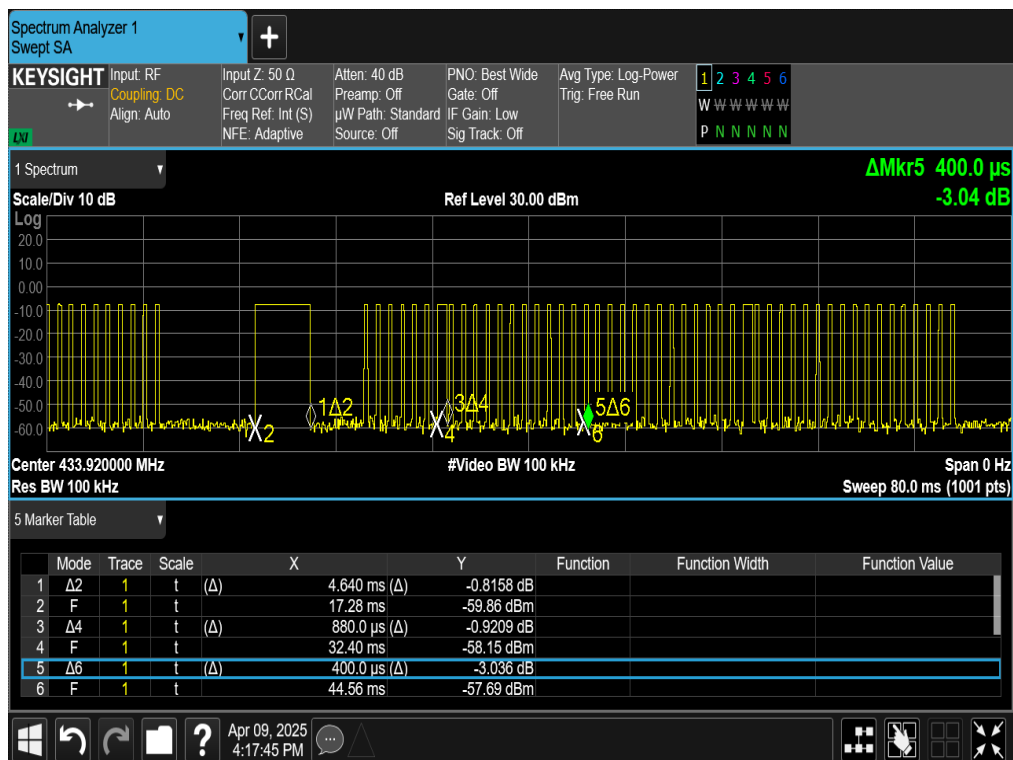 Spectrum Analyzer 1
Swept SA
KEYSIGHT
LXI
Input: RF
Coupling: DC
Align: Auto
Input Z: 50 Ω
Corr CCorr RCal
Freq Ref: Int (S)
NFE: Adaptive
Atten: 40 dB
Preamp: Off
µW Path: Standard
Source: Off
PNO: Best Wide
Gate: Off
IF Gain: Low
Sig Track: Off
Avg Type: Log-Power
Trig: Free Run
1 2 3 4 5 6
W W W W W W
P N N N N N
1 Spectrum
ΔMkr5 400.0 µs
-3.04 dB
Scale/Div 10 dB
Ref Level 30.00 dBm
Log
20.0
10.0
0.00
-10.0
-20.0
-30.0
-40.0
-50.0
-60.0
1Δ2
2
3Δ4
4
5Δ6
6
Center 433.920000 MHz
#Video BW 100 kHz
Span 0 Hz
Res BW 100 kHz
Sweep 80.0 ms (1001 pts)
5 Marker Table
Mode Trace Scale X Y Function Function Width Function Value
1 Δ2 1 t (Δ) 4.640 ms (Δ) -0.8158 dB
2 F 1 t 17.28 ms -59.86 dBm
3 Δ4 1 t (Δ) 880.0 µs (Δ) -0.9209 dB
4 F 1 t 32.40 ms -58.15 dBm
5 Δ6 1 t (Δ) 400.0 µs (Δ) -3.036 dB
6 F 1 t 44.56 ms -57.69 dBm
Apr 09, 2025
4:17:45 PM